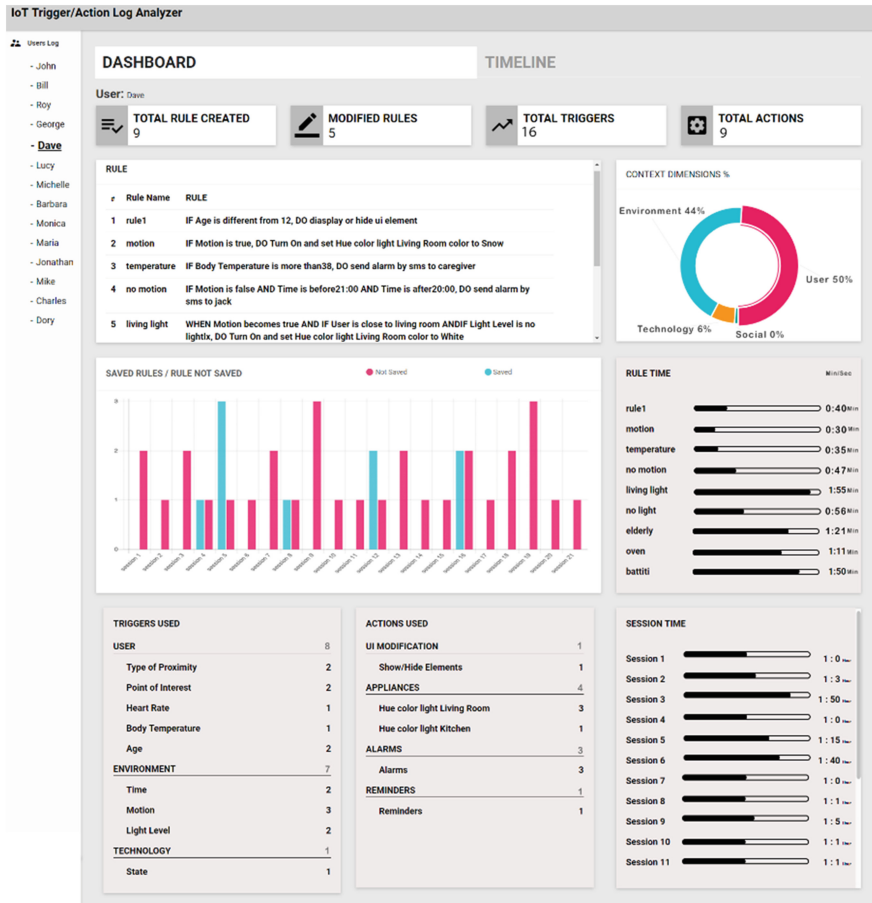 IoT Trigger/Action Log Analyzer
Users Log
- John
- Bill
- Roy
- George
- Dave
- Lucy
- Michelle
- Barbara
- Monica
- Maria
- Jonathan
- Mike
- Charles
- Dory
DASHBOARD
TIMELINE
User: Dave
TOTAL RULE CREATED
9
MODIFIED RULES
5
TOTAL TRIGGERS
16
TOTAL ACTIONS
9
RULE
Rule Name RULE
1 rule1 IF Age is different from 12, DO diasplay or hide ui element
2 motion IF Motion is true, DO Turn On and set Hue color light Living Room color to Snow
3 temperature IF Body Temperature is more than38, DO send alarm by sms to caregiver
4 no motion IF Motion is false AND Time is before21:00 AND Time is after20:00, DO send alarm by
sms to jack
5 living light WHEN Motion becomes true AND IF User is close to living room ANDIF Light Level is no
lightlx, DO Turn On and set Hue color light Living Room color to White
CONTEXT DIMENSIONS %
Environment 44%
User 50%
Technology 6%
Social 0%
SAVED RULES / RULE NOT SAVED
Not Saved
Saved
3
2
1
0
session 1
session 2
session 3
session 4
session 5
session 6
session 7
session 8
session 9
session 10
session 11
session 12
session 13
session 14
session 15
session 16
session 17
session 18
session 19
session 20
session 21
RULE TIME Min/Sec
rule1 0:40 Min
motion 0:30 Min
temperature 0:35 Min
no motion 0:47 Min
living light 1:55 Min
no light 0:56 Min
elderly 1:21 Min
oven 1:11 Min
battiti 1:50 Min
TRIGGERS USED
USER 8
Type of Proximity 2
Point of Interest 2
Heart Rate 1
Body Temperature 1
Age 2
ENVIRONMENT 7
Time 2
Motion 3
Light Level 2
TECHNOLOGY 1
State 1
ACTIONS USED
UI MODIFICATION 1
Show/Hide Elements 1
APPLIANCES 4
Hue color light Living Room 3
Hue color light Kitchen 1
ALARMS 3
Alarms 3
REMINDERS 1
Reminders 1
SESSION TIME
Session 1 1 : 0
Session 2 1 : 3
Session 3 1 : 50
Session 4 1 : 0
Session 5 1 : 15
Session 6 1 : 40
Session 7 1 : 0
Session 8 1 : 1
Session 9 1 : 5
Session 10 1 : 1
Session 11 1 : 1